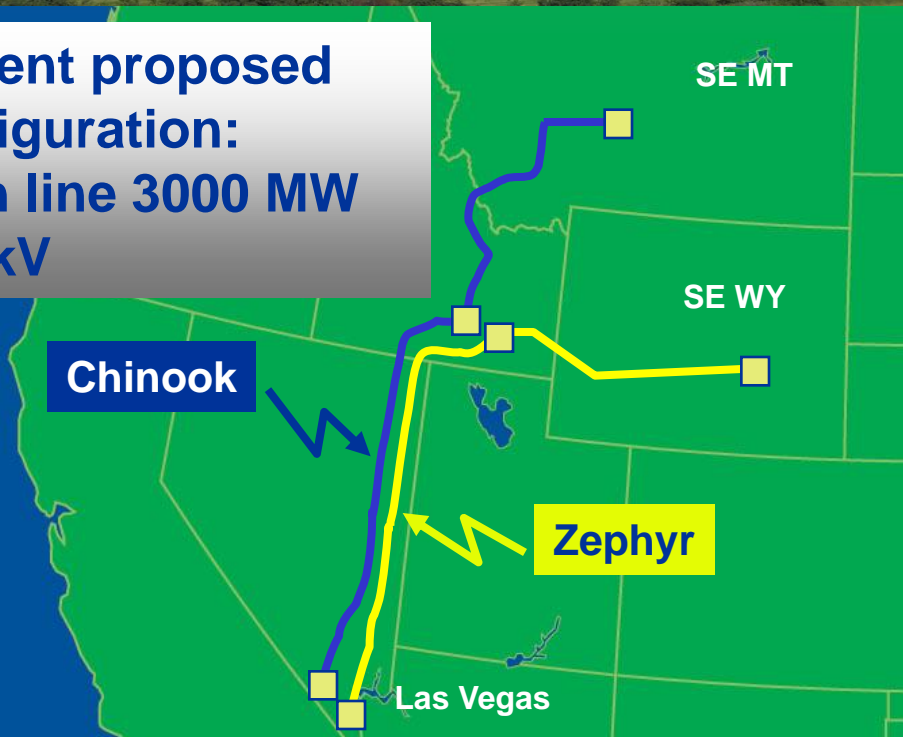 ent proposed
iguration:
line 3000 MW
kV
SE MT
SE WY
Chinook
Zephyr
Las Vegas